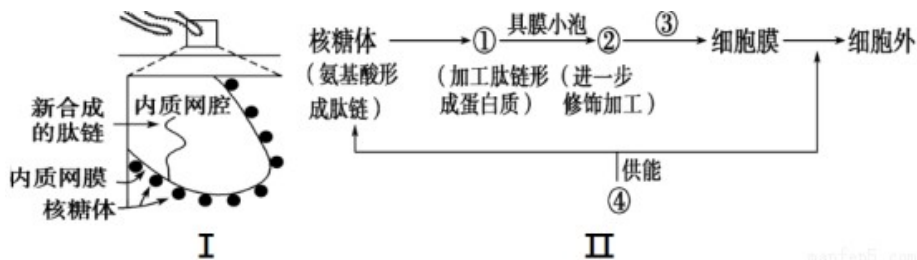 新合成
的肽链
内质网腔
内质网膜
核糖体
Ⅰ
核糖体 ① 具膜小泡 ② ③ 细胞膜 细胞外
(氨基酸形
成肽链)
(加工肽链形
成蛋白质)
(进一步
修饰加工)
供能
④
Ⅱ